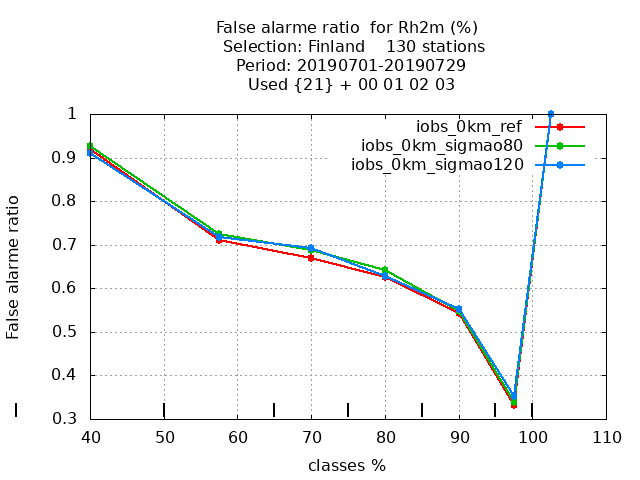 False alarme ratio  for Rh2m (%)
Selection: Finland    130 stations
Period: 20190701-20190729
Used {21} + 00 01 02 03
iobs_0km_ref
iobs_0km_sigmao80
iobs_0km_sigmao120
False alarme ratio
1
0.9
0.8
0.7
0.6
0.5
0.4
0.3
40 50 60 70 80 90 100 110
classes %